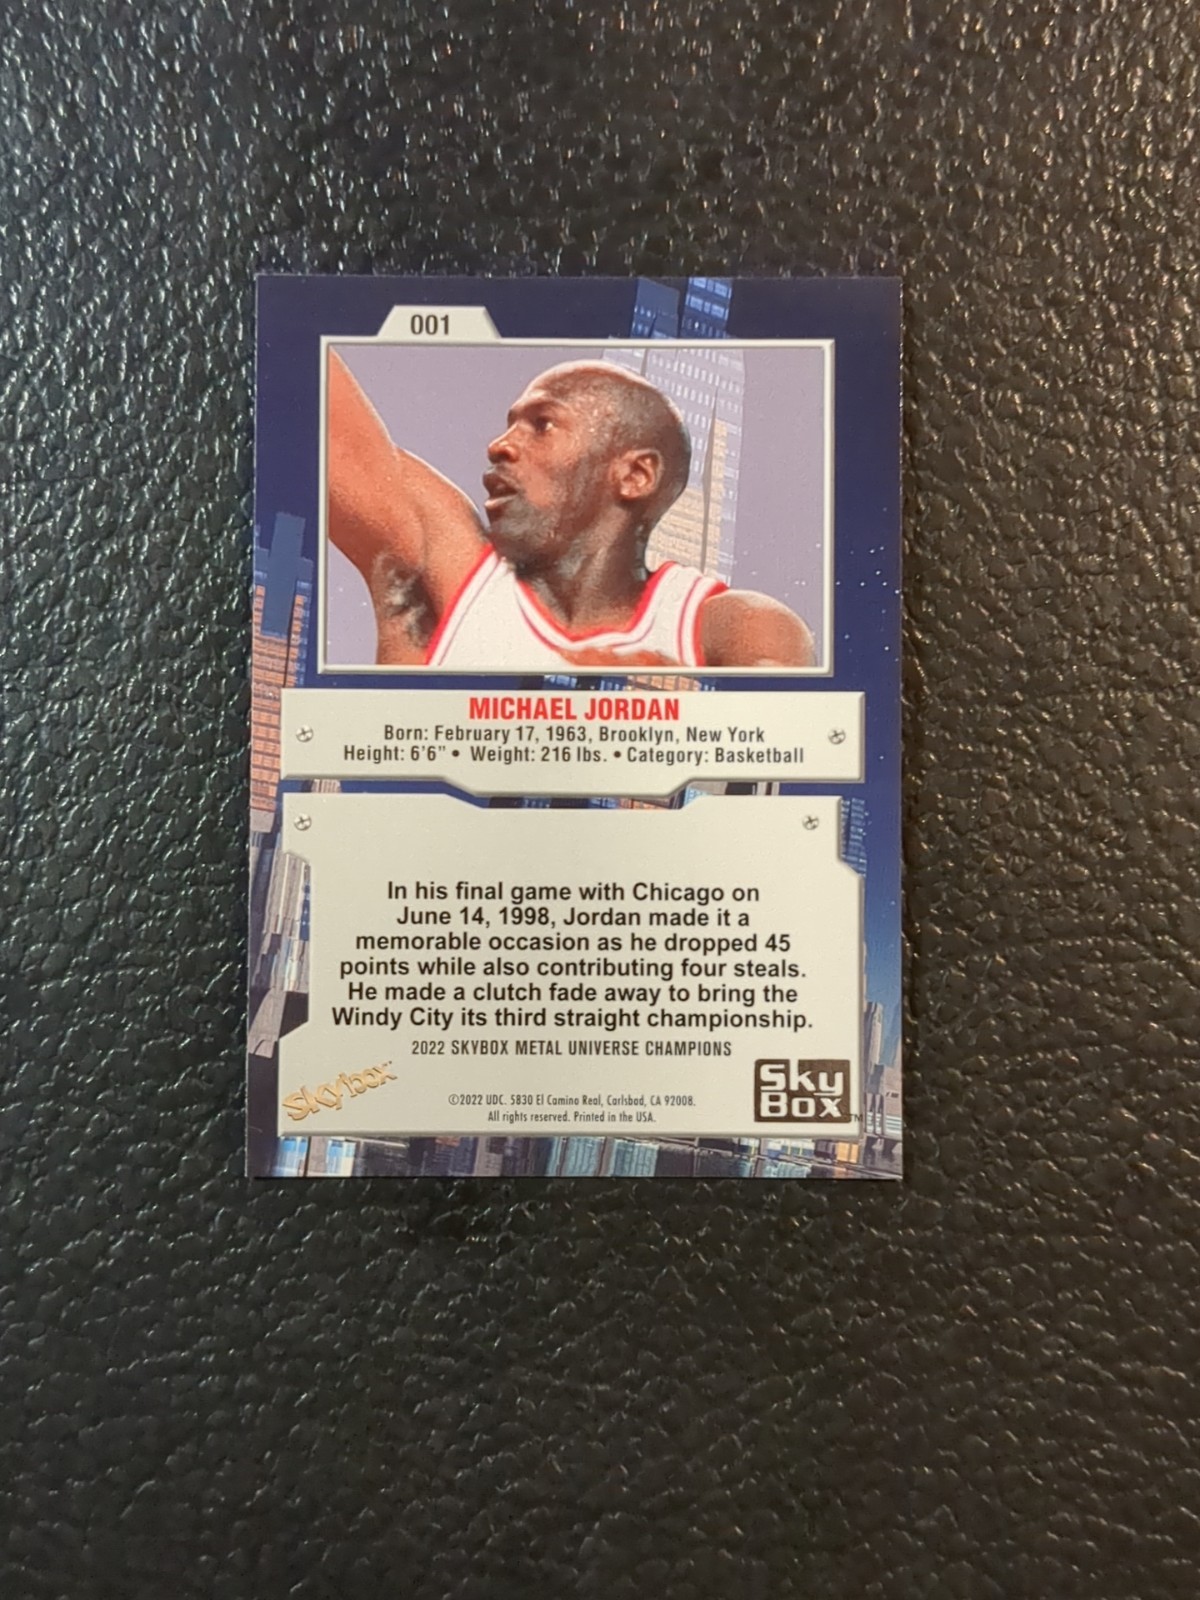 001
MICHAEL JORDAN
Born: February 17, 1963, Brooklyn, New York
Height: 6'6" • Weight: 216 lbs. • Category: Basketball
In his final game with Chicago on
June 14, 1998, Jordan made it a
memorable occasion as he dropped 45
points while also contributing four steals.
He made a clutch fade away to bring the
Windy City its third straight championship.
2022 SKYBOX METAL UNIVERSE CHAMPIONS
Skybox
©2022 UDC. 5830 El Camino Real, Carlsbad, CA 92008.
All rights reserved. Printed in the USA.
Sky
Box™